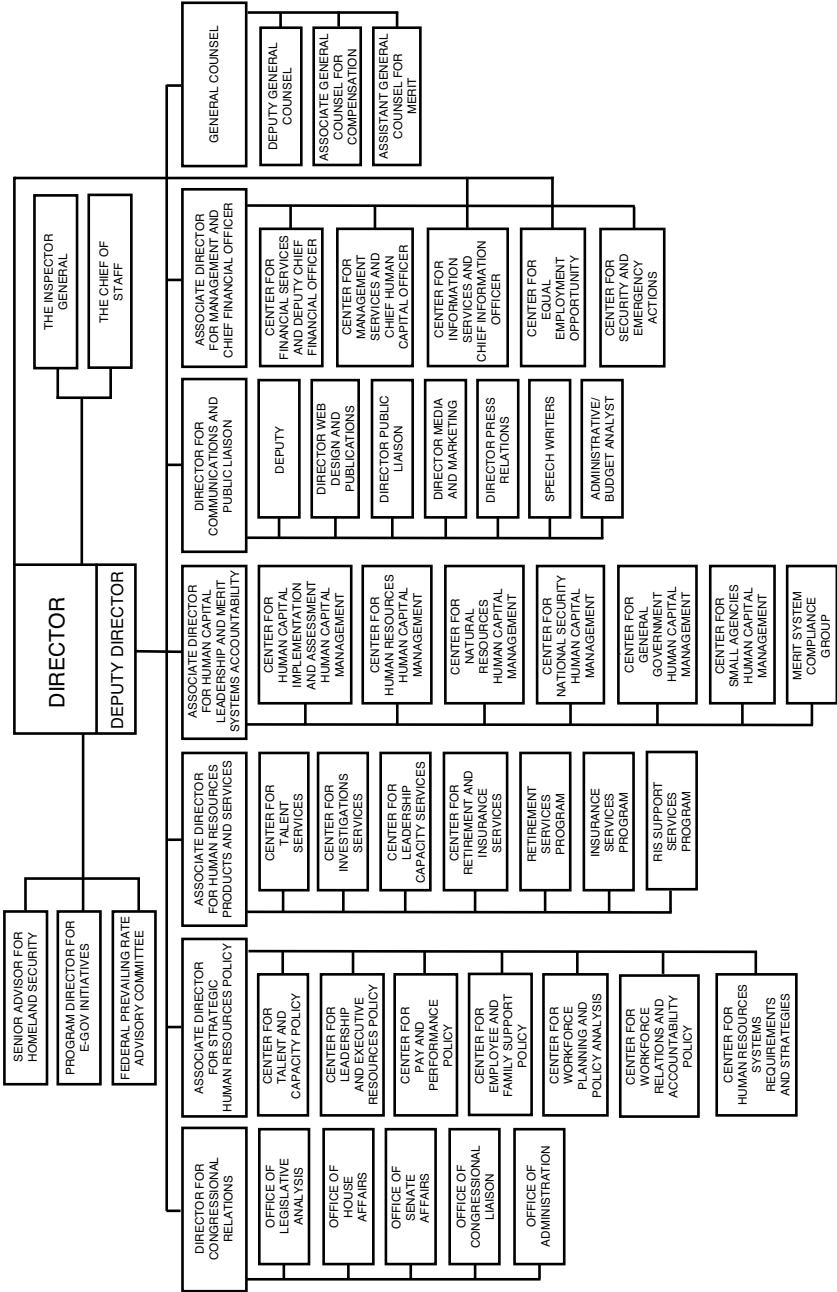 DIRECTOR
DEPUTY DIRECTOR
SENIOR ADVISOR FOR
HOMELAND SECURITY
PROGRAM DIRECTOR FOR
E-GOV INITIATIVES
FEDERAL PREVAILING RATE
ADVISORY COMMITTEE
THE INSPECTOR
GENERAL
THE CHIEF OF
STAFF
DIRECTOR FOR
CONGRESSIONAL
RELATIONS
OFFICE OF
LEGISLATIVE
ANALYSIS
OFFICE OF
HOUSE
AFFAIRS
OFFICE OF
SENATE
AFFAIRS
OFFICE OF
CONGRESSIONAL
LIAISON
OFFICE OF
ADMINISTRATION
ASSOCIATE DIRECTOR
FOR STRATEGIC
HUMAN RESOURCES POLICY
CENTER FOR
TALENT AND
CAPACITY POLICY
CENTER FOR
LEADERSHIP
AND EXECUTIVE
RESOURCES POLICY
CENTER FOR
PAY AND
PERFORMANCE
POLICY
CENTER FOR
EMPLOYEE AND
FAMILY SUPPORT
POLICY
CENTER FOR
WORKFORCE
PLANNING AND
POLICY ANALYSIS
CENTER FOR
WORKFORCE
RELATIONS AND
ACCOUNTABILITY
POLICY
CENTER FOR
HUMAN RESOURCES
SYSTEMS
REQUIREMENTS
AND STRATEGIES
ASSOCIATE DIRECTOR
FOR HUMAN RESOURCES
PRODUCTS AND SERVICES
CENTER FOR
TALENT
SERVICES
CENTER FOR
INVESTIGATIONS
SERVICES
CENTER FOR
LEADERSHIP
CAPACITY SERVICES
CENTER FOR
RETIREMENT AND
INSURANCE
SERVICES
RETIREMENT
SERVICES
PROGRAM
INSURANCE
SERVICES
PROGRAM
RIS SUPPORT
SERVICES
PROGRAM
ASSOCIATE DIRECTOR
FOR HUMAN CAPITAL
LEADERSHIP AND MERIT
SYSTEMS ACCOUNTABILITY
CENTER FOR
HUMAN CAPITAL
IMPLEMENTATION
AND ASSESSMENT
HUMAN CAPITAL
MANAGEMENT
CENTER FOR
HUMAN RESOURCES
HUMAN CAPITAL
MANAGEMENT
CENTER FOR
NATURAL
RESOURCES
HUMAN CAPITAL
MANAGEMENT
CENTER FOR
NATIONAL SECURITY
HUMAN CAPITAL
MANAGEMENT
CENTER FOR
GENERAL
GOVERNMENT
HUMAN CAPITAL
MANAGEMENT
CENTER FOR
SMALL AGENCIES
HUMAN CAPITAL
MANAGEMENT
MERIT SYSTEM
COMPLIANCE
GROUP
DIRECTOR FOR
COMMUNICATIONS AND
PUBLIC LIAISON
DEPUTY
DIRECTOR WEB
DESIGN AND
PUBLICATIONS
DIRECTOR PUBLIC
LIAISON
DIRECTOR MEDIA
AND MARKETING
DIRECTOR PRESS
RELATIONS
SPEECH WRITERS
ADMINISTRATIVE/
BUDGET ANALYST
ASSOCIATE DIRECTOR
FOR MANAGEMENT AND
CHIEF FINANCIAL OFFICER
CENTER FOR
FINANCIAL SERVICES
AND DEPUTY CHIEF
FINANCIAL OFFICER
CENTER FOR
MANAGEMENT
SERVICES AND
CHIEF HUMAN
CAPITAL OFFICER
CENTER FOR
INFORMATION
SERVICES AND
CHIEF INFORMATION
OFFICER
CENTER FOR
EQUAL
EMPLOYMENT
OPPORTUNITY
CENTER FOR
SECURITY AND
EMERGENCY
ACTIONS
GENERAL COUNSEL
DEPUTY GENERAL
COUNSEL
ASSOCIATE GENERAL
COUNSEL FOR
COMPENSATION
ASSISTANT GENERAL
COUNSEL FOR
MERIT